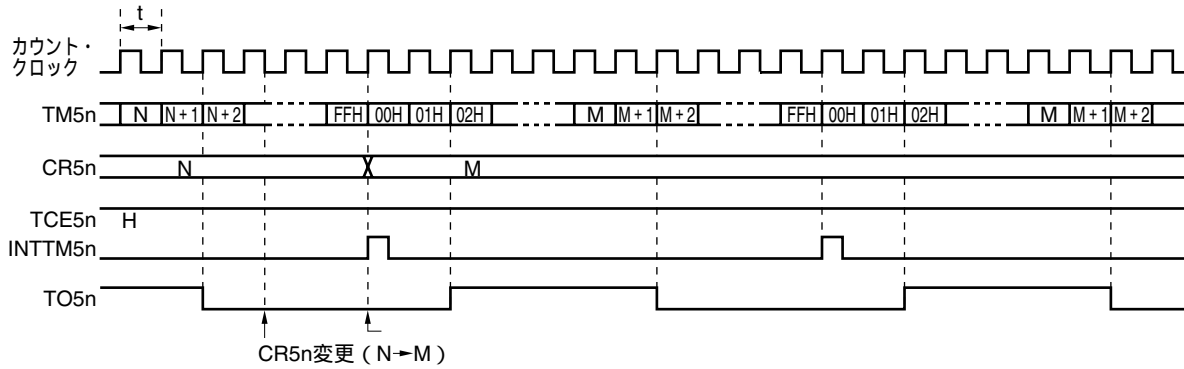 t
カウント・
クロック
TM5n N N+1 N+2 FFH 00H 01H 02H M M+1 M+2 FFH 00H 01H 02H M M+1 M+2
CR5n N M
TCE5n H
INTTM5n
TO5n
CR5n変更（N→M）